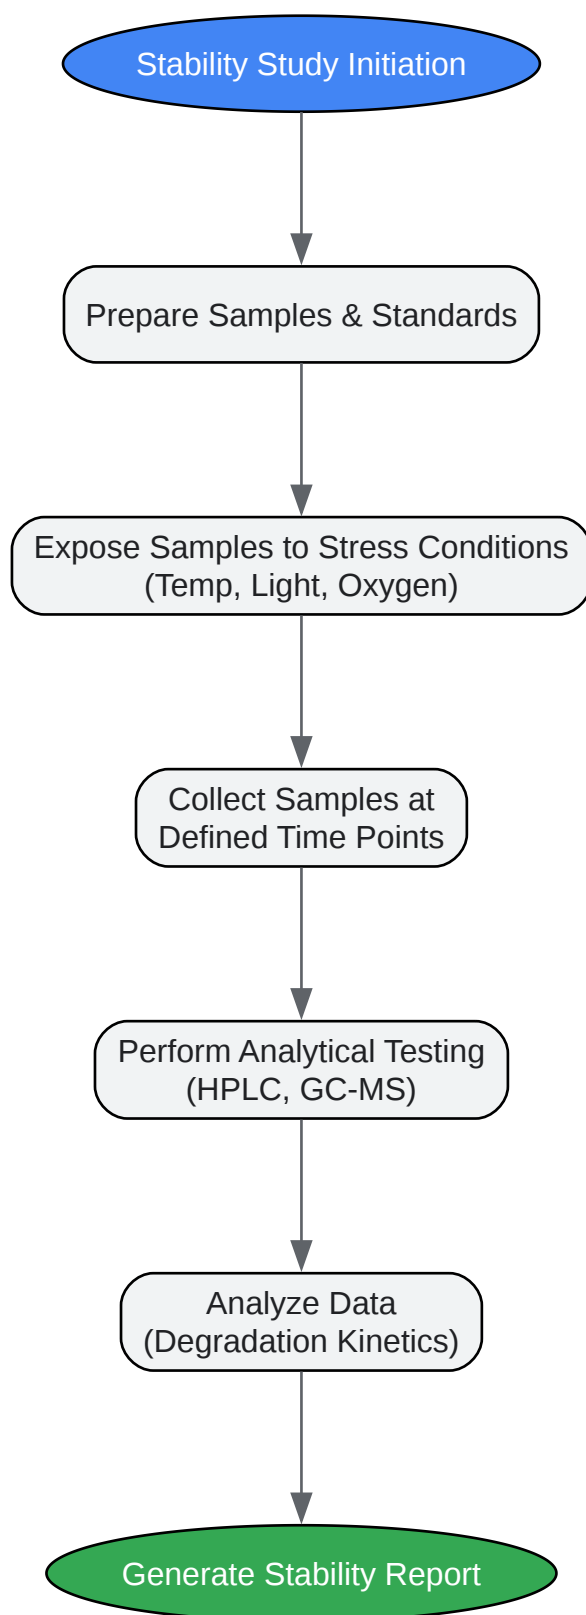 Stability Study Initiation
Prepare Samples & Standards
Expose Samples to Stress Conditions
(Temp, Light, Oxygen)
Collect Samples at
Defined Time Points
Perform Analytical Testing
(HPLC, GC-MS)
Analyze Data
(Degradation Kinetics)
Generate Stability Report